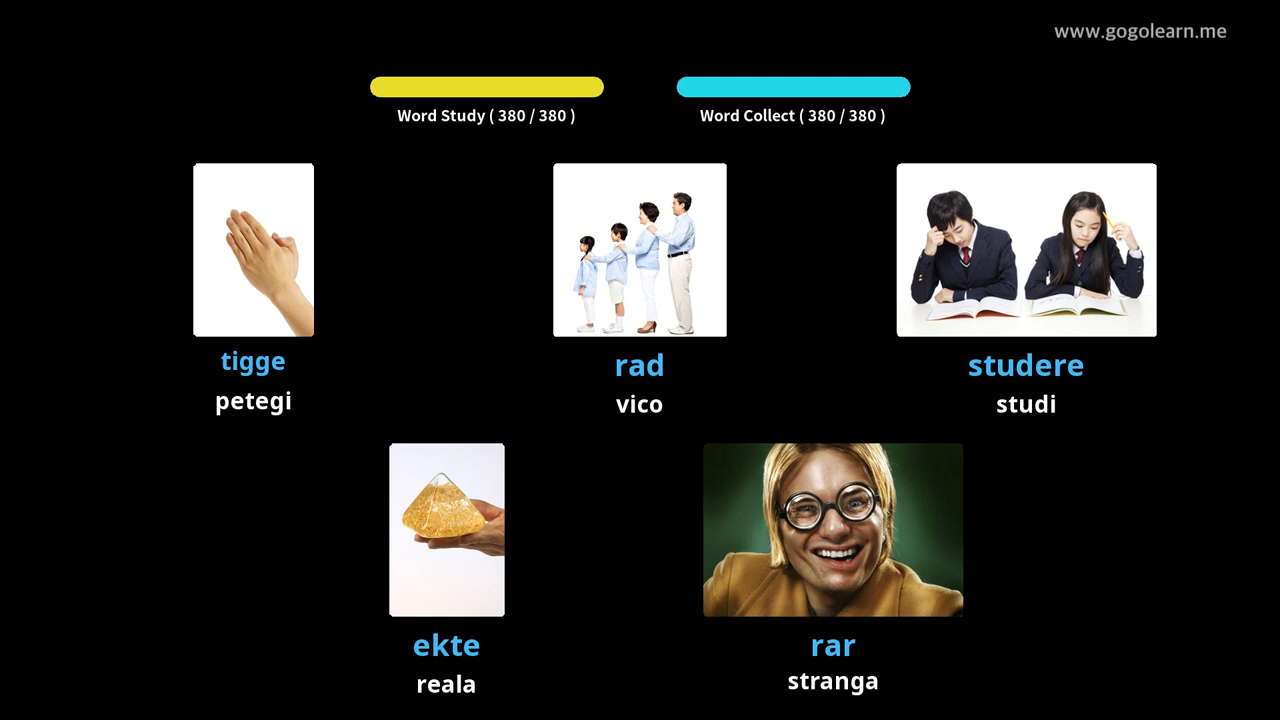 www.gogolearn.me
Word Study ( 380 / 380 )
Word Collect ( 380 / 380 )
tigge
petegi
rad
vico
studere
studi
ekte
reala
rar
stranga